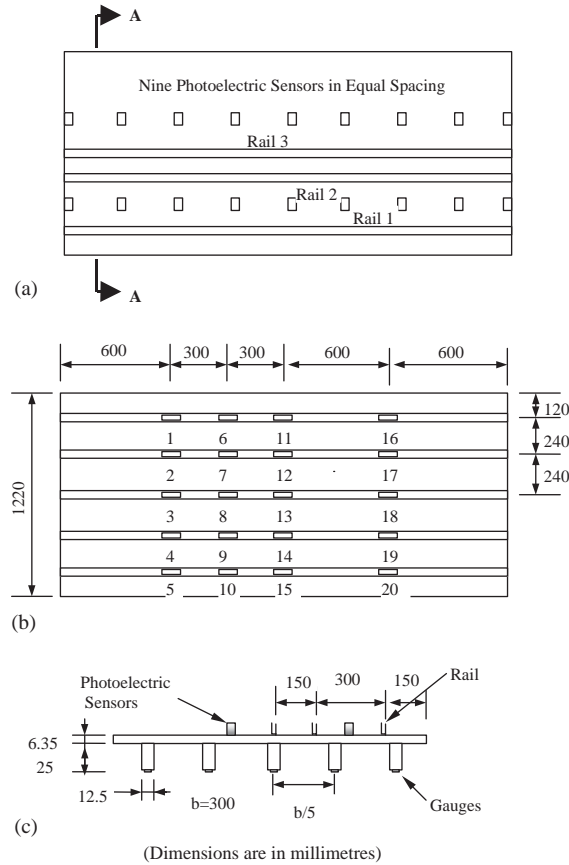 A
Nine Photoelectric Sensors in Equal Spacing
Rail 3
Rail 2
Rail 1
(a)
A
600 300 300 600 600
120
240
240
1220
1 6 11 16
2 7 12 17
3 8 13 18
4 9 14 19
5 10 15 20
(b)
Photoelectric
Sensors
150 300 150
Rail
6.35
25
12.5
b=300
b/5
Gauges
(c)
(Dimensions are in millimetres)